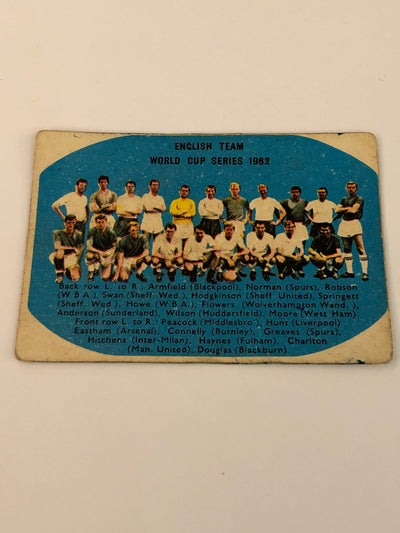 ENGLISH TEAM
WORLD CUP SERIES 1962
Back row L. to R.: Armfield (Blackpool), Norman (Spurs), Robson
(W.B.A.), Swan (Sheff. Wed.), Hodgkinson (Sheff. United), Springett
(Sheff. Wed.), Howe (W.B.A.), Flowers (Wolverhampton Wand.),
Anderson (Sunderland), Wilson (Huddersfield), Moore (West Ham).
Front row L. to R.: Peacock (Middlesbro'), Hunt (Liverpool)
Eastham (Arsenal), Connelly (Burnley), Greaves (Spurs),
Hitchens (Inter-Milan), Haynes (Fulham), Charlton
(Man. United), Douglas (Blackburn)